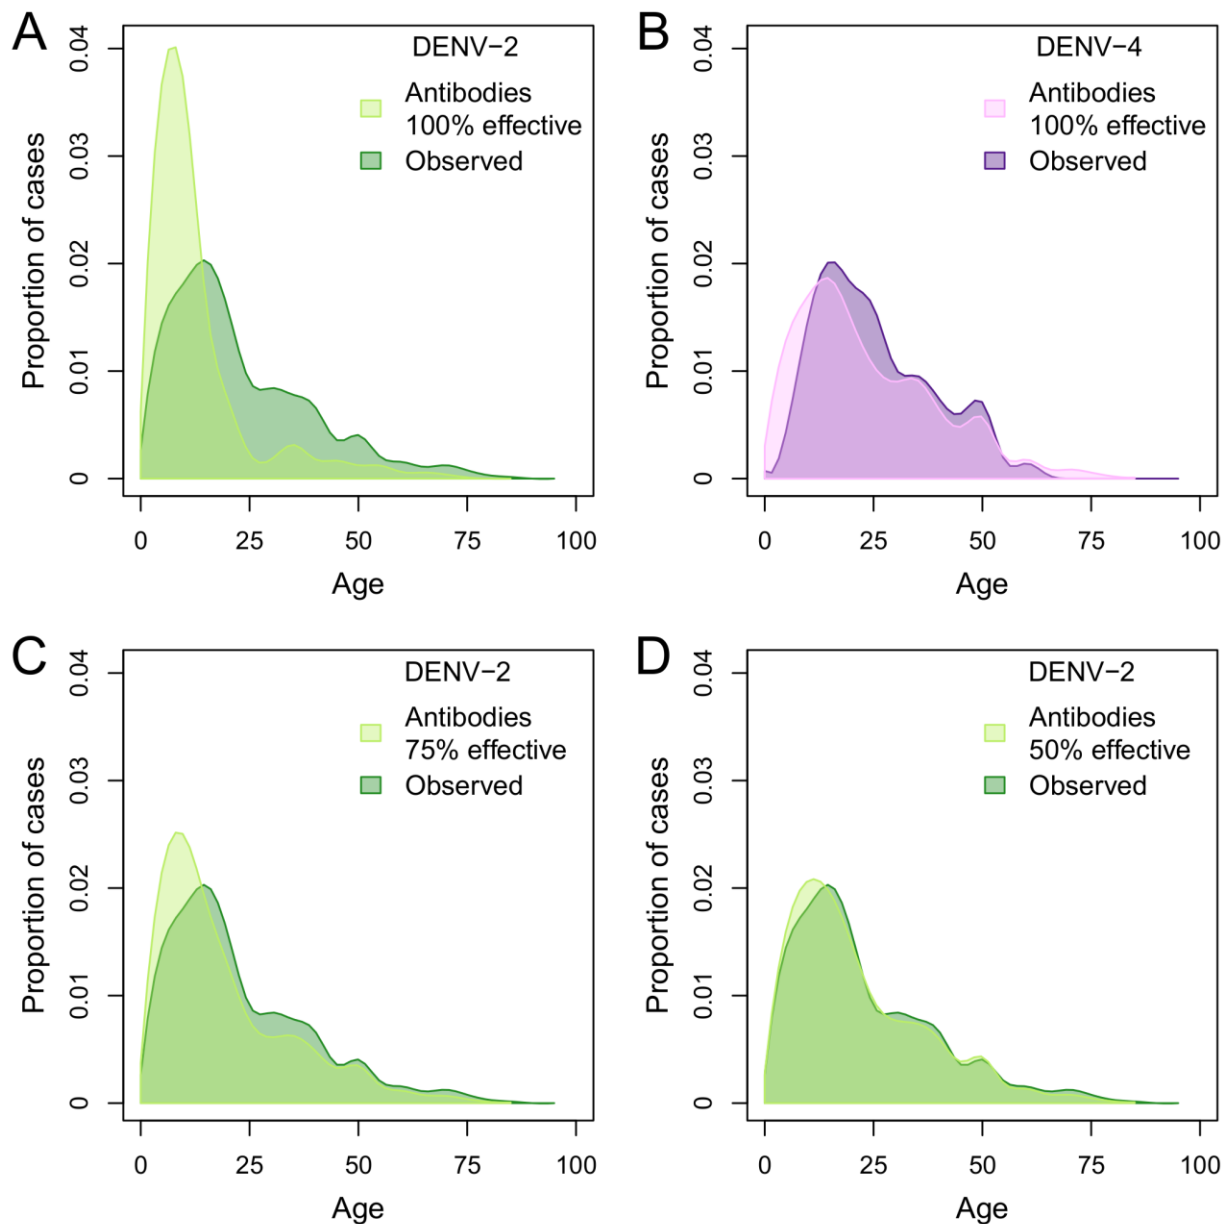 A
DENV−2
Antibodies
100% effective
Observed
Proportion of cases
0.04
0.03
0.02
0.01
0
0 25 50 75 100
Age
B
DENV−4
Antibodies
100% effective
Observed
Proportion of cases
0.04
0.03
0.02
0.01
0
0 25 50 75 100
Age
C
DENV−2
Antibodies
75% effective
Observed
Proportion of cases
0.04
0.03
0.02
0.01
0
0 25 50 75 100
Age
D
DENV−2
Antibodies
50% effective
Observed
Proportion of cases
0.04
0.03
0.02
0.01
0
0 25 50 75 100
Age